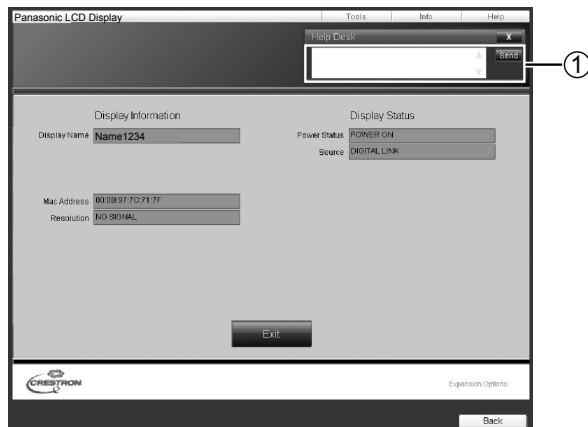 Panasonic LCD Display
Tools Info Help
Help Desk X
Send
①
Display Information Display Status
Display Name Name1234 Power Status POWER ON
Source DIGITAL LINK
Mac Address 80:0B:97:7C:71:7F
Resolution NO SIGNAL
Exit
CRESTRON Expansion Options
Back